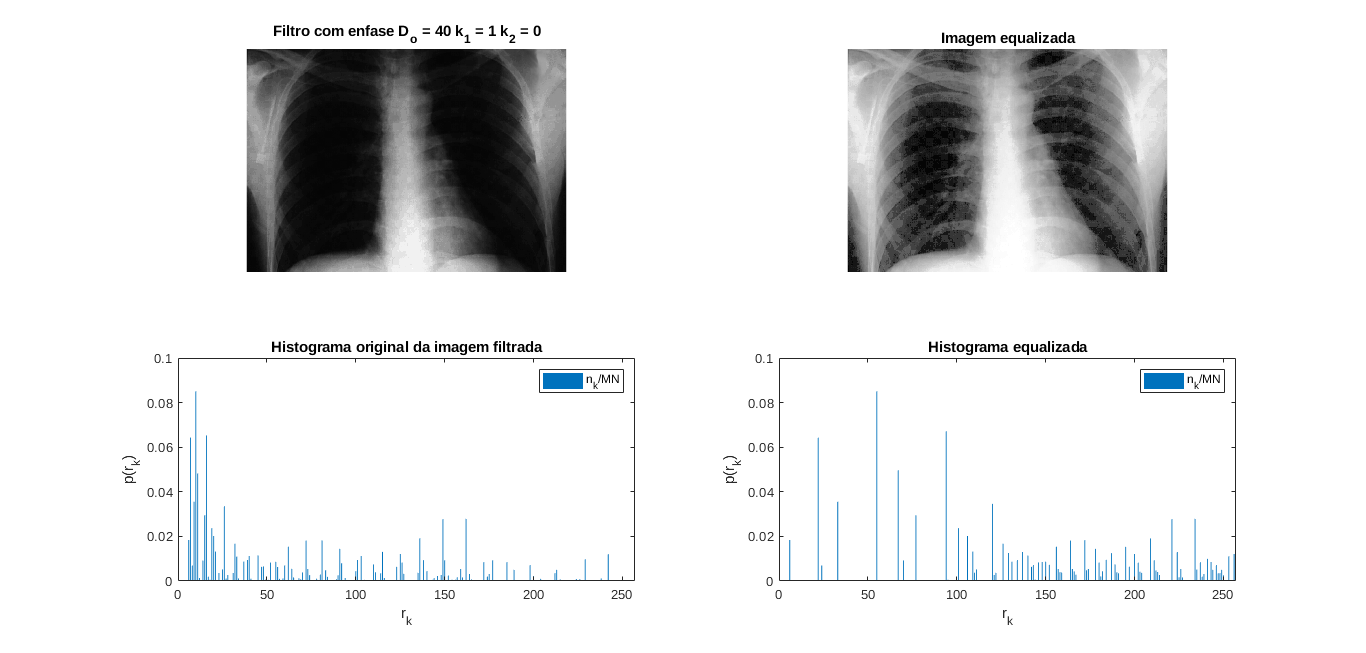 Filtro com enfase D_o = 40 k_1 = 1 k_2 = 0
Imagem equalizada
Histograma original da imagem filtrada
n_k/MN
p(r_k)
0.1
0.08
0.06
0.04
0.02
0
0 50 100 150 200 250
r_k
Histograma equalizada
n_k/MN
p(r_k)
0.1
0.08
0.06
0.04
0.02
0
0 50 100 150 200 250
r_k